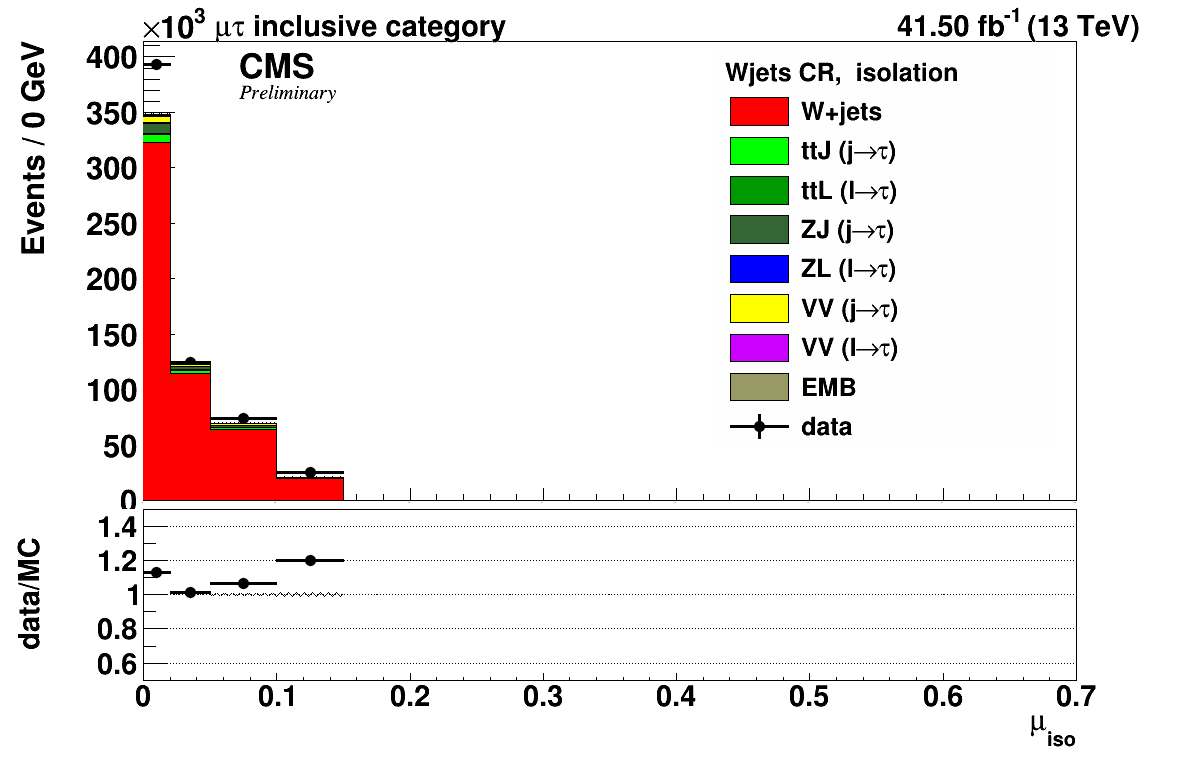 ×10³ μτ inclusive category 41.50 fb⁻¹ (13 TeV)
CMS
Preliminary
Events / 0 GeV
400
350
300
250
200
150
100
50
0
Wjets CR, isolation
W+jets
ttJ (j→τ)
ttL (l→τ)
ZJ (j→τ)
ZL (l→τ)
VV (j→τ)
VV (l→τ)
EMB
data
data/MC
1.4
1.2
1
0.8
0.6
0 0.1 0.2 0.3 0.4 0.5 0.6 0.7
μ_iso